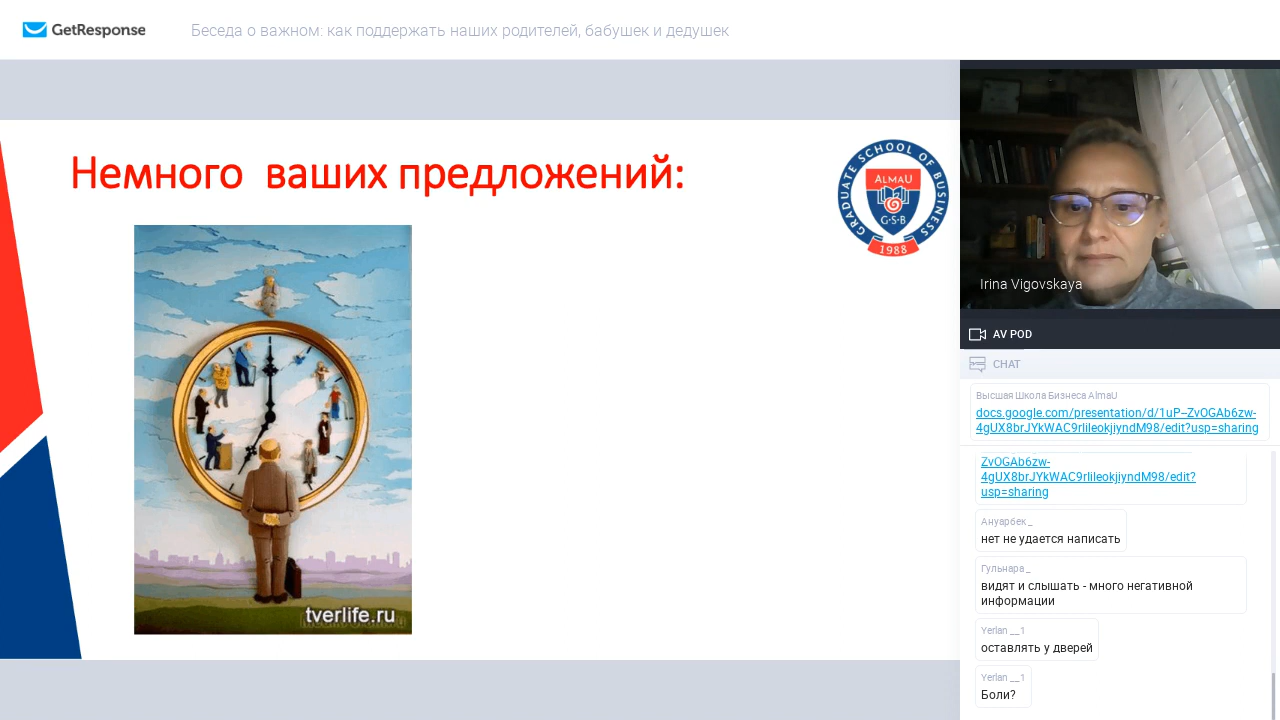 GetResponse
Беседа о важном: как поддержать наших родителей, бабушек и дедушек
Немного ваших предложений:
GRADUATE SCHOOL OF BUSINESS
ALMAU
G·S·B
1988
tverlife.ru
Irina Vigovskaya
AV POD
CHAT
Высшая Школа Бизнеса AlmaU
docs.google.com/presentation/d/1uP--ZvOGAb6zw-
4gUX8brJYkWAC9rIiIeokjiyndM98/edit?usp=sharing
ZvOGAb6zw-
4gUX8brJYkWAC9rIiIeokjiyndM98/edit?
usp=sharing
Ануарбек _
нет не удается написать
Гульнара _
видят и слышать - много негативной
информации
Yerlan __1
оставлять у дверей
Yerlan __1
Боли?